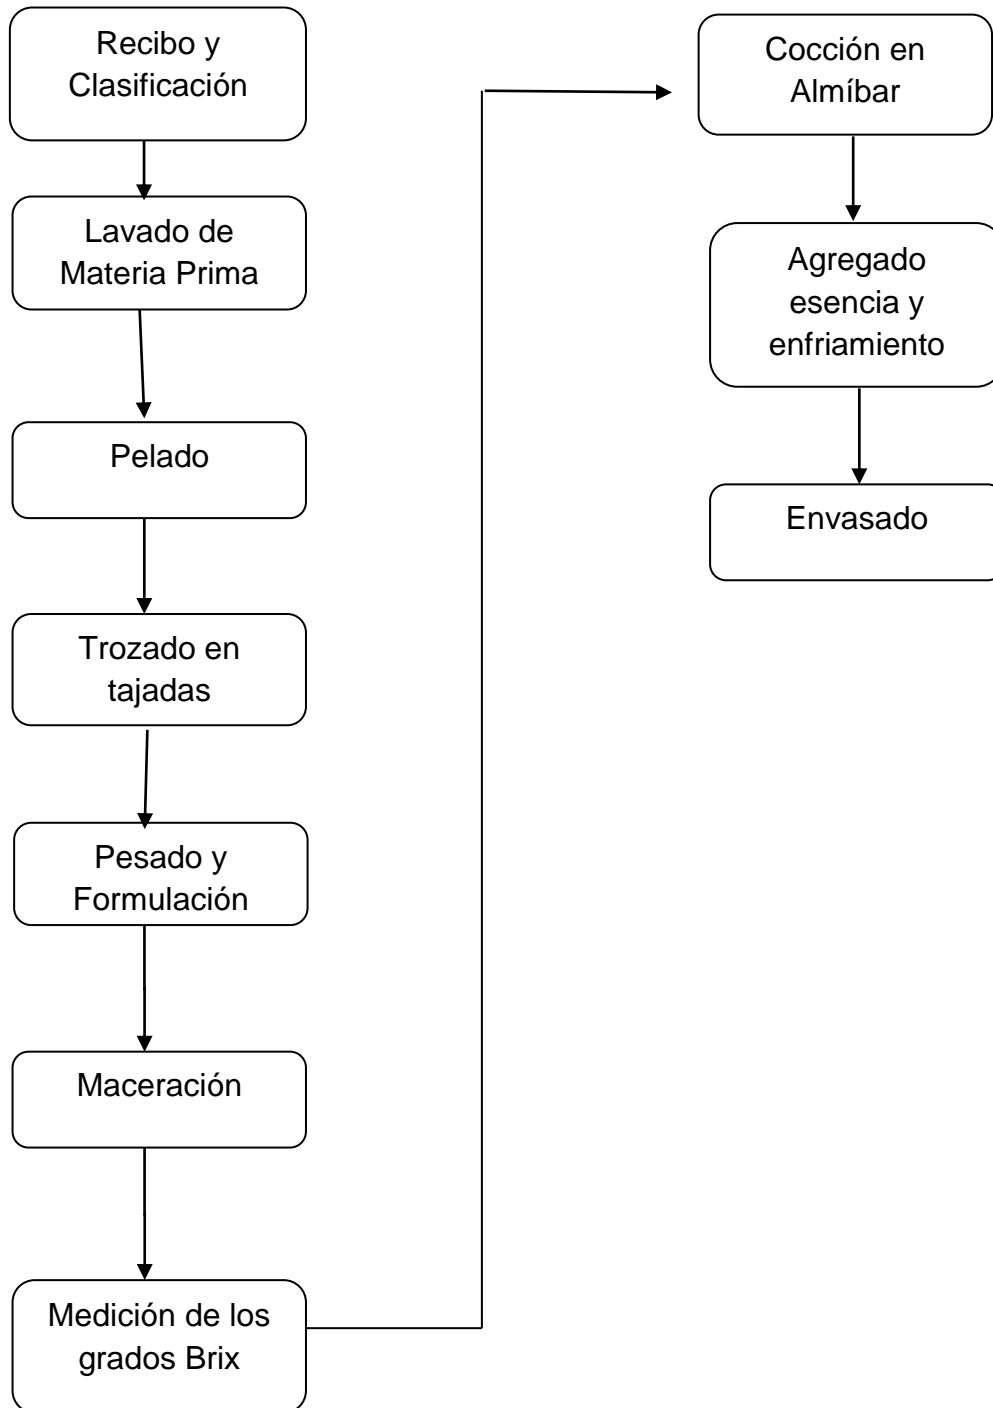 Recibo y
Clasificación
Lavado de
Materia Prima
Pelado
Trozado en
tajadas
Pesado y
Formulación
Maceración
Medición de los
grados Brix
Cocción en
Almíbar
Agregado
esencia y
enfriamiento
Envasado